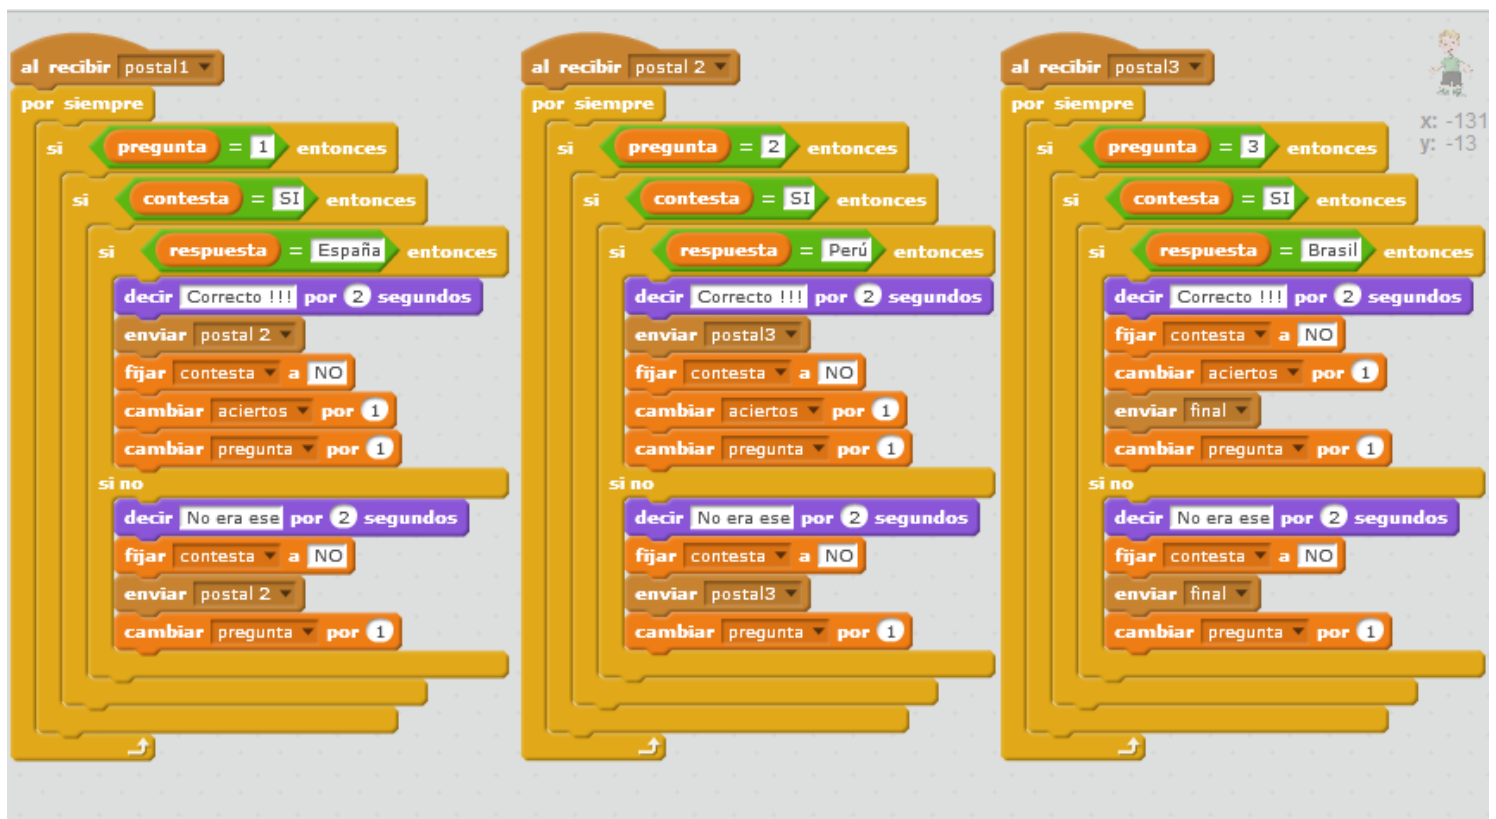 al recibir postal1
por siempre
si pregunta = 1 entonces
si contesta = SI entonces
si respuesta = España entonces
decir Correcto !!! por 2 segundos
enviar postal 2
fijar contesta a NO
cambiar aciertos por 1
cambiar pregunta por 1
si no
decir No era ese por 2 segundos
fijar contesta a NO
enviar postal 2
cambiar pregunta por 1
al recibir postal 2
por siempre
si pregunta = 2 entonces
si contesta = SI entonces
si respuesta = Perú entonces
decir Correcto !!! por 2 segundos
enviar postal3
fijar contesta a NO
cambiar aciertos por 1
cambiar pregunta por 1
si no
decir No era ese por 2 segundos
fijar contesta a NO
enviar postal3
cambiar pregunta por 1
al recibir postal3
por siempre
si pregunta = 3 entonces
si contesta = SI entonces
si respuesta = Brasil entonces
decir Correcto !!! por 2 segundos
fijar contesta a NO
cambiar aciertos por 1
enviar final
cambiar pregunta por 1
si no
decir No era ese por 2 segundos
fijar contesta a NO
enviar final
cambiar pregunta por 1
x: -131
y: -13